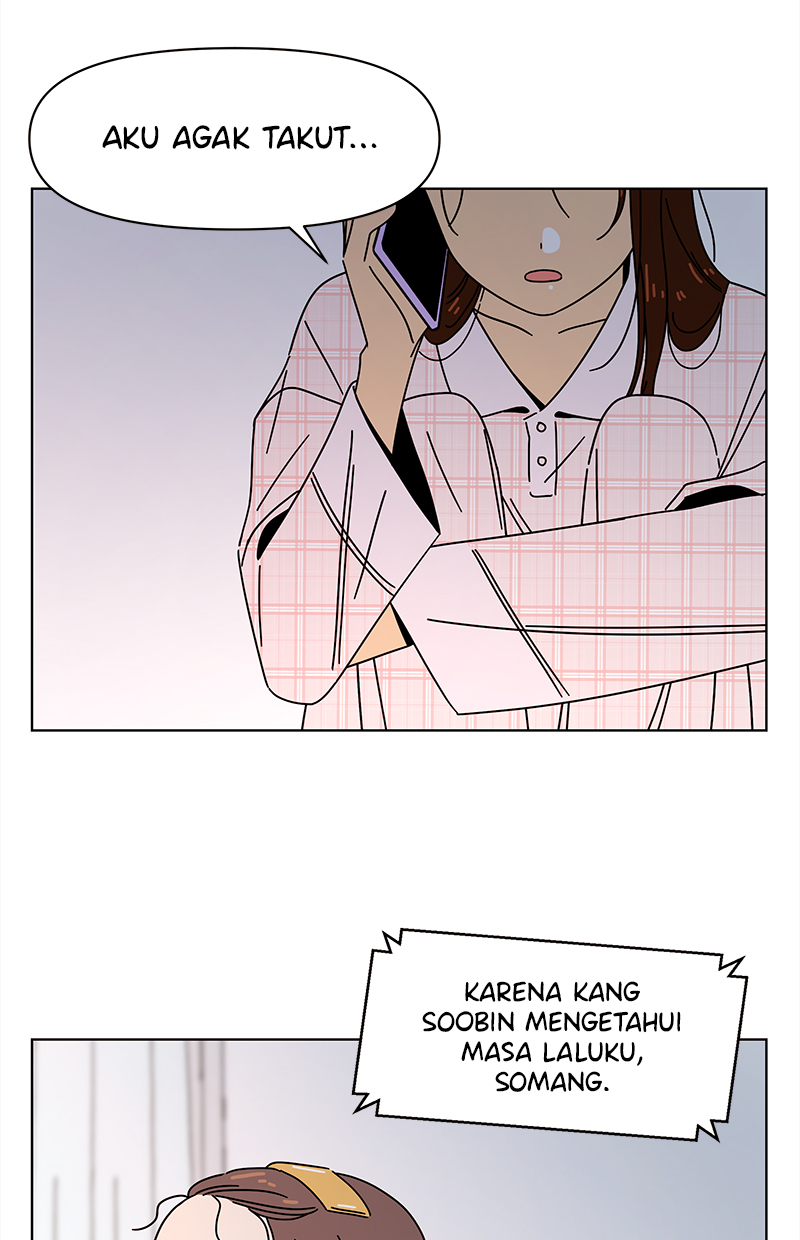 AKU AGAK TAKUT...
KARENA KANG
SOOBIN MENGETAHUI
MASA LALUKU,
SOMANG.